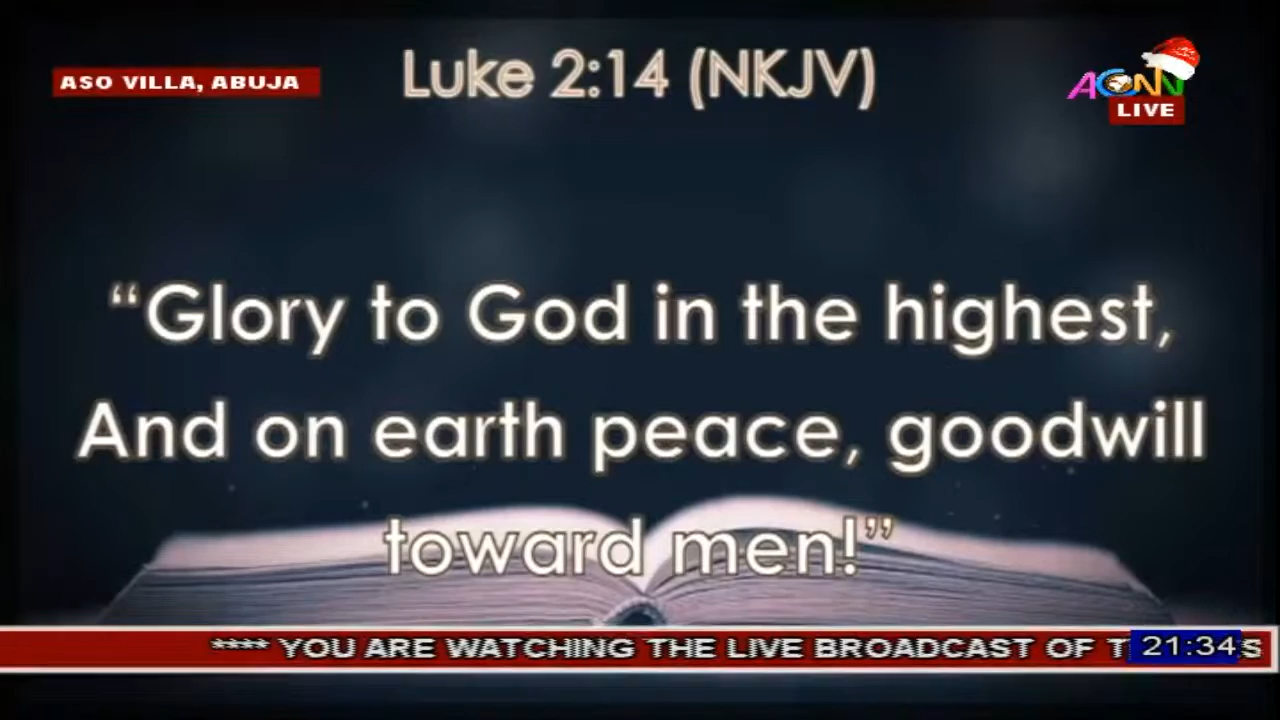 Luke 2:14 (NKJV)
ASO VILLA, ABUJA
ACNN
LIVE
“Glory to God in the highest,
And on earth peace, goodwill
toward men!”
**** YOU ARE WATCHING THE LIVE BROADCAST OF
21:34